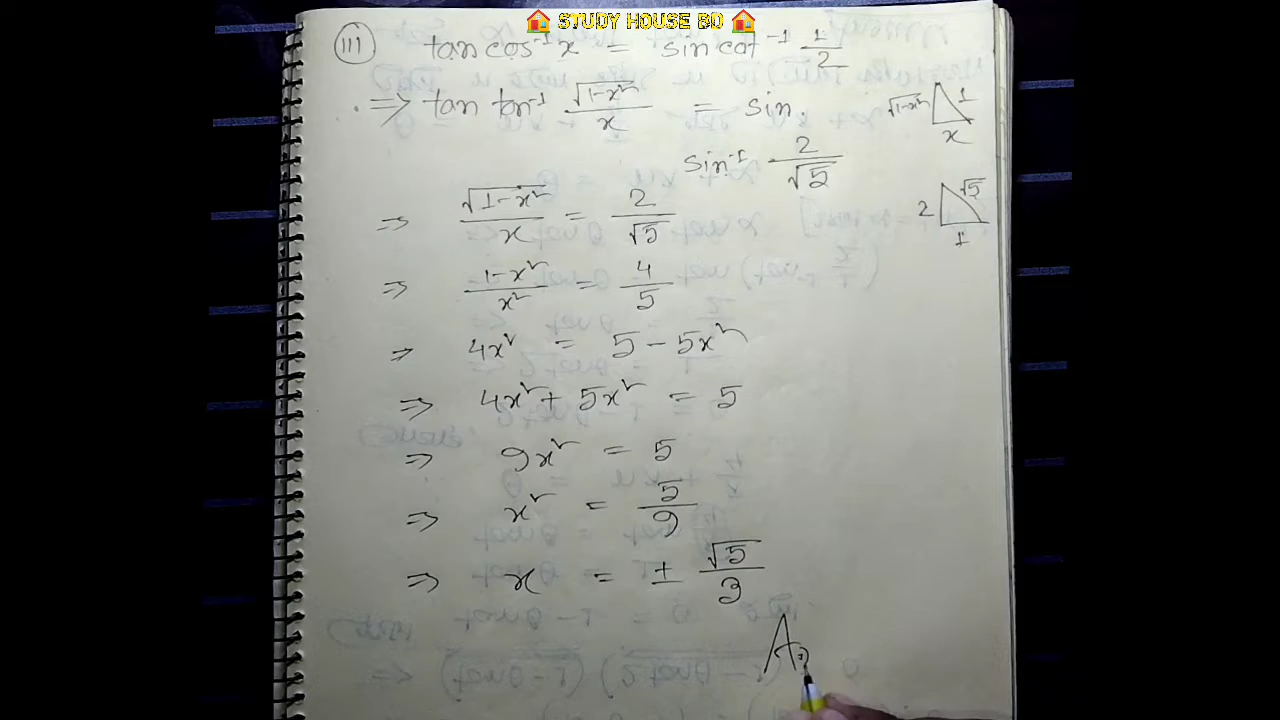 🏠 STUDY HOUSE BD 🏠
(III) tan cos⁻¹ x = sin cot⁻¹ 1/2
⇒ tan tan⁻¹ √(1-x²)/x = sin.
sin⁻¹ 2/√5
√(1-x²) 1
x
⇒ √(1-x²)/x = 2/√5
2 √5
1
⇒ (1-x²)/x² = 4/5
⇒ 4x² = 5 - 5x²
⇒ 4x² + 5x² = 5
⇒ 9x² = 5
⇒ x² = 5/9
⇒ x = ± √5/3